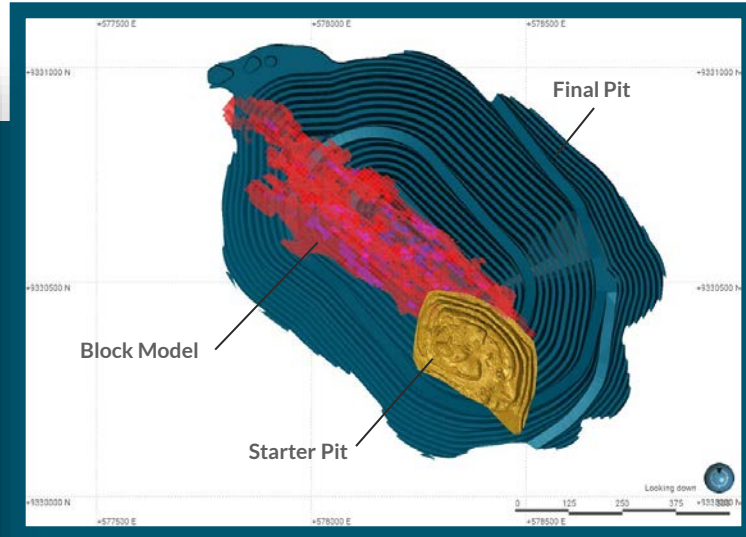 +577500 E
+578000 E
+578500 E
+9331000 N
+9331000 N
Final Pit
+9330500 N
+9330500 N
Block Model
Starter Pit
Looking down
+9330000 N
0 125 250 375
+577500 E
+578000 E
+578500 E